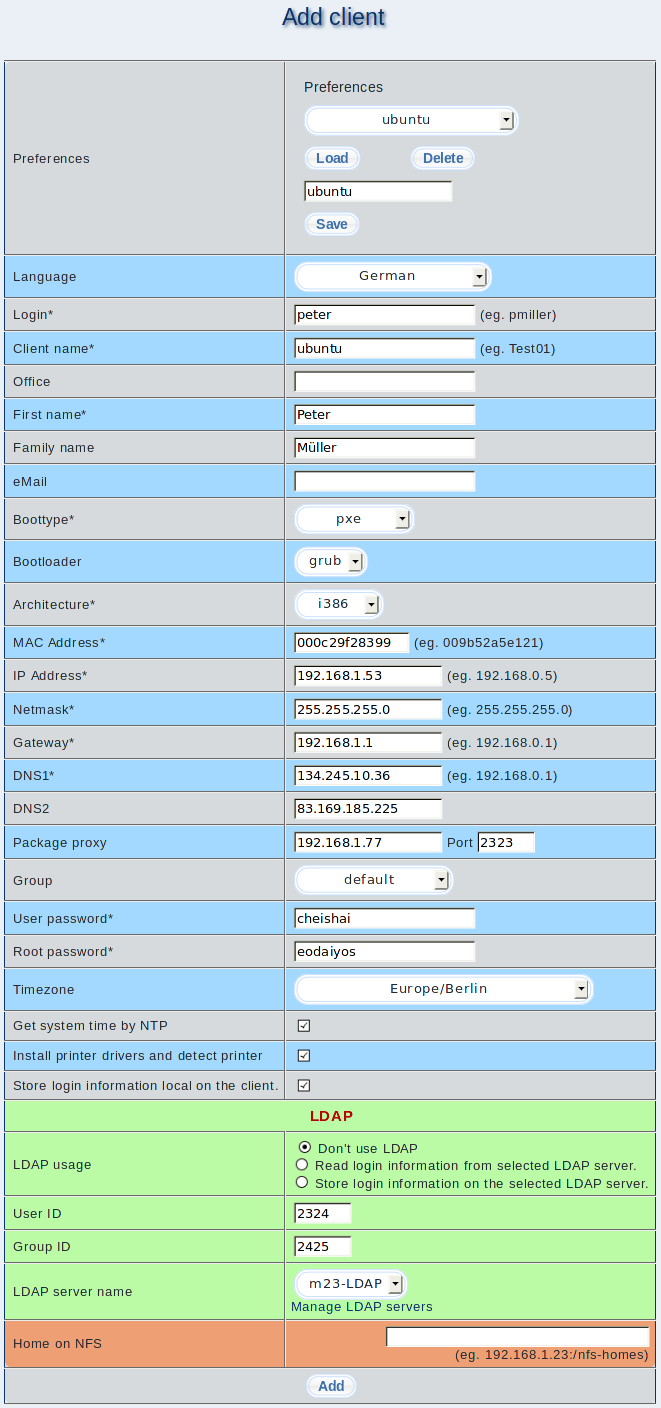 Add client
Preferences
Preferences
ubuntu
Load Delete
ubuntu
Save
Language German
Login* peter (eg. pmiller)
Client name* ubuntu (eg. Test01)
Office
First name* Peter
Family name Müller
eMail
Boottype* pxe
Bootloader grub
Architecture* i386
MAC Address* 000c29f28399 (eg. 009b52a5e121)
IP Address* 192.168.1.53 (eg. 192.168.0.5)
Netmask* 255.255.255.0 (eg. 255.255.255.0)
Gateway* 192.168.1.1 (eg. 192.168.0.1)
DNS1* 134.245.10.36 (eg. 192.168.0.1)
DNS2 83.169.185.225
Package proxy 192.168.1.77 Port 2323
Group default
User password* cheishai
Root password* eodaiyos
Timezone Europe/Berlin
Get system time by NTP
Install printer drivers and detect printer
Store login information local on the client.
LDAP
LDAP usage
Don't use LDAP
Read login information from selected LDAP server.
Store login information on the selected LDAP server.
User ID 2324
Group ID 2425
LDAP server name m23-LDAP
Manage LDAP servers
Home on NFS
(eg. 192.168.1.23:/nfs-homes)
Add